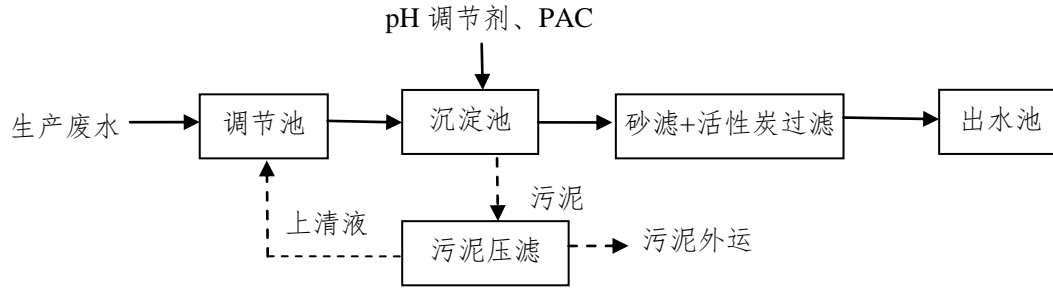 pH 调节剂、PAC
生产废水
调节池
沉淀池
砂滤+活性炭过滤
出水池
污泥
上清液
污泥压滤
污泥外运